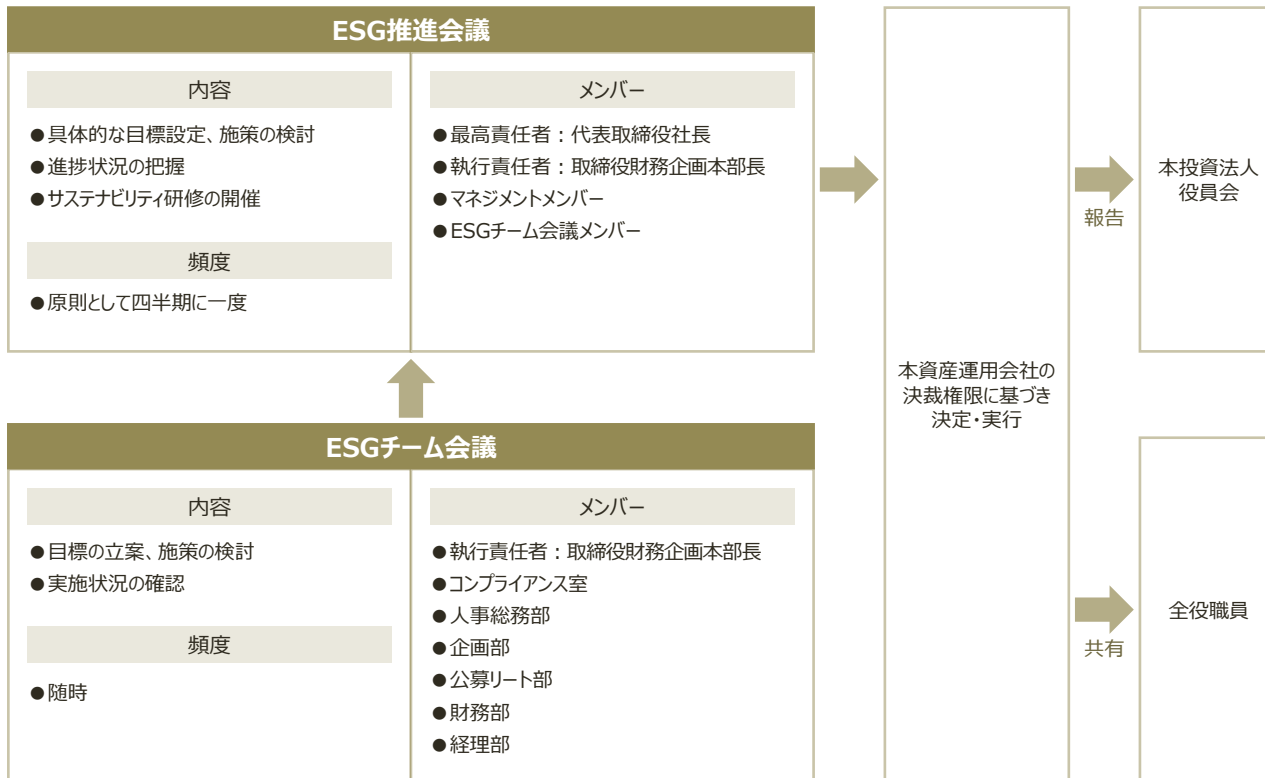 ESG推進会議
内容
●具体的な目標設定、施策の検討
●進捗状況の把握
●サステナビリティ研修の開催
頻度
●原則として四半期に一度
メンバー
●最高責任者：代表取締役社長
●執行責任者：取締役財務企画本部長
●マネジメントメンバー
●ESGチーム会議メンバー
ESGチーム会議
内容
●目標の立案、施策の検討
●実施状況の確認
頻度
●随時
メンバー
●執行責任者：取締役財務企画本部長
●コンプライアンス室
●人事総務部
●企画部
●公募リート部
●財務部
●経理部
本資産運用会社の
決裁権限に基づき
決定・実行
報告
本投資法人
役員会
共有
全役職員